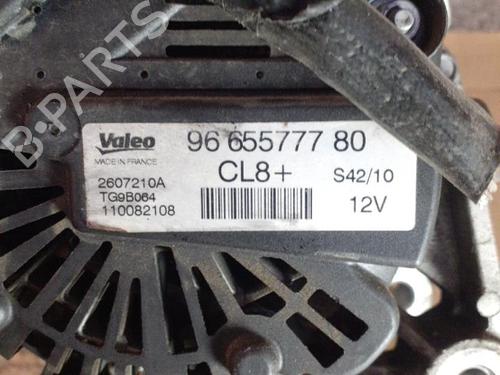 Valeo
MADE IN FRANCE
96 655777 80
CL8+
S42/10
2607210A
TG9B064
110082108
12V
B-PARTS